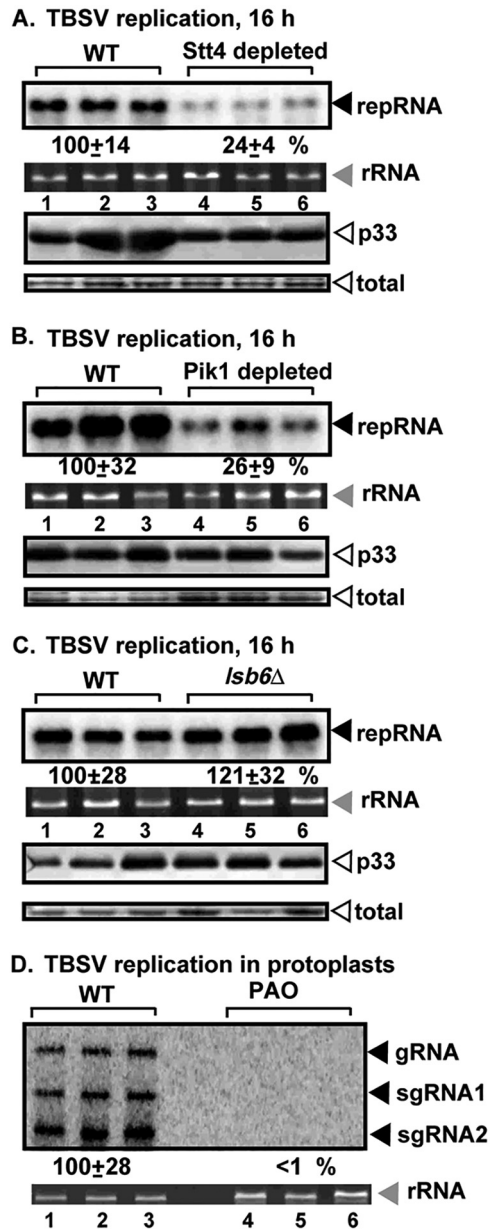 A. TBSV replication, 16 h
WT Stt4 depleted
repRNA
100±14 24±4 %
rRNA
1 2 3 4 5 6
p33
total
B. TBSV replication, 16 h
WT Pik1 depleted
repRNA
100±32 26±9 %
rRNA
1 2 3 4 5 6
p33
total
C. TBSV replication, 16 h
WT lsb6Δ
repRNA
100±28 121±32 %
rRNA
1 2 3 4 5 6
p33
total
D. TBSV replication in protoplasts
WT PAO
gRNA
sgRNA1
sgRNA2
100±28 <1 %
rRNA
1 2 3 4 5 6